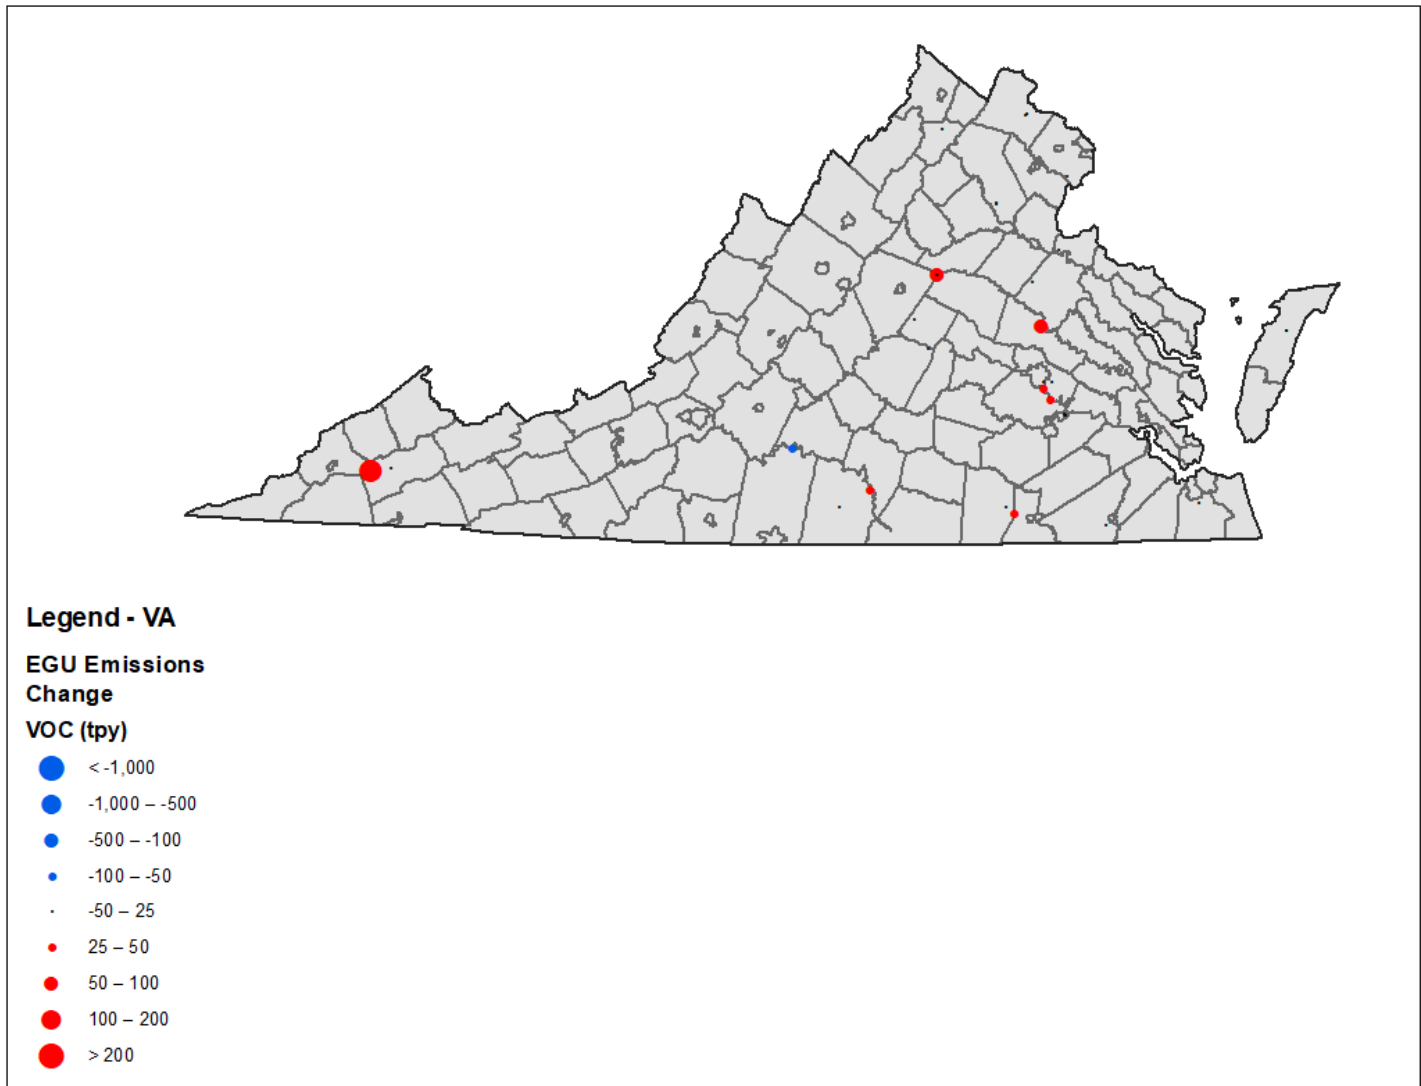 Legend - VA
EGU Emissions
Change
VOC (tpy)
< -1,000
-1,000 – -500
-500 – -100
-100 – -50
-50 – 25
25 – 50
50 – 100
100 – 200
> 200